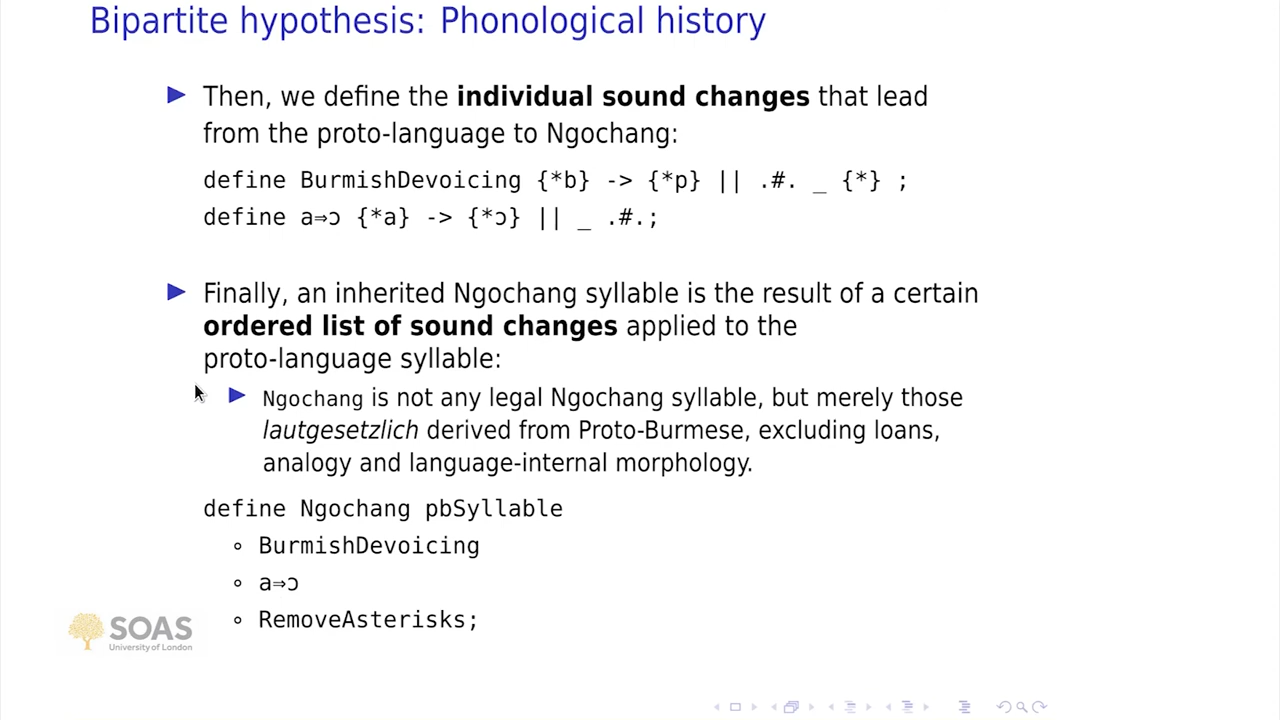 Bipartite hypothesis: Phonological history
▶ Then, we define the individual sound changes that lead
from the proto-language to Ngochang:
define BurmishDevoicing {*b} -> {*p} || .#. _ {*} ;
define a⇒ɔ {*a} -> {*ɔ} || _ .#.;
▶ Finally, an inherited Ngochang syllable is the result of a certain
ordered list of sound changes applied to the
proto-language syllable:
▶ Ngochang is not any legal Ngochang syllable, but merely those
lautgesetzlich derived from Proto-Burmese, excluding loans,
analogy and language-internal morphology.
define Ngochang pbSyllable
∘ BurmishDevoicing
∘ a⇒ɔ
∘ RemoveAsterisks;
SOAS
University of London